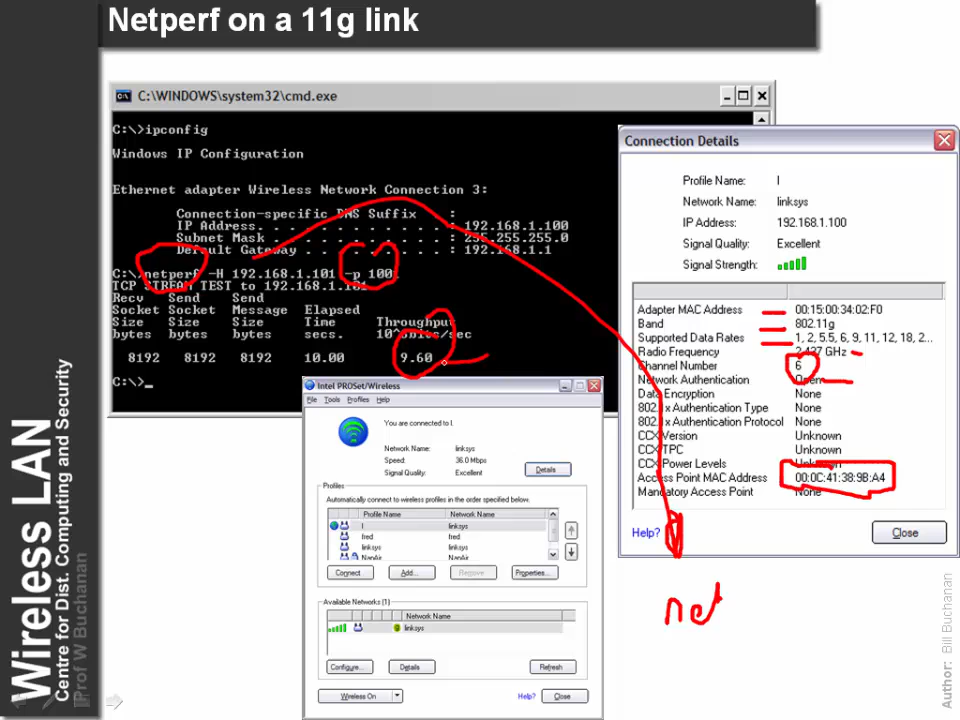 Netperf on a 11g link
C:\WINDOWS\system32\cmd.exe
C:\>ipconfig
Windows IP Configuration
Ethernet adapter Wireless Network Connection 3:
Connection-specific DNS Suffix  :
IP Address. . . . . . . . . . . . : 192.168.1.100
Subnet Mask . . . . . . . . . . . : 255.255.255.0
Default Gateway . . . . . . . . . : 192.168.1.1
C:\>netperf -H 192.168.1.101 -p 1001
TCP STREAM TEST to 192.168.1.101
Recv Send Send
Socket Socket Message Elapsed
Size Size Size Time Throughput
bytes bytes bytes secs. 10^6bits/sec
8192 8192 8192 10.00 9.60
C:\>_
Connection Details
Profile Name: l
Network Name: linksys
IP Address: 192.168.1.100
Signal Quality: Excellent
Signal Strength:
Adapter MAC Address 00:15:00:34:02:F0
Band 802.11g
Supported Data Rates 1, 2, 5.5, 6, 9, 11, 12, 18, 2...
Radio Frequency 2.437 GHz
Channel Number 6
Network Authentication Open
Data Encryption None
802.1x Authentication Type None
802.1x Authentication Protocol None
CCX Version Unknown
CCX TPC Unknown
CCX Power Levels Unknown
Access Point MAC Address 00:0C:41:38:9B:A4
Mandatory Access Point None
Help?
Close
Intel PROSet/Wireless
File Tools Profiles Help
You are connected to l.
Network Name: linksys
Speed: 36.0 Mbps
Signal Quality: Excellent
Details
Profiles
Automatically connect to wireless profiles in the order specified below.
Profile Name Network Name
l linksys
fred fred
linksys linksys
NapAir NapAir
Connect Add... Remove Properties...
Available Networks (1)
Network Name
linksys
Configure... Details Refresh
Wireless On Help? Close
net
Wireless LAN
Centre for Dist. Computing and Security
Prof W Buchanan
Author: Bill Buchanan